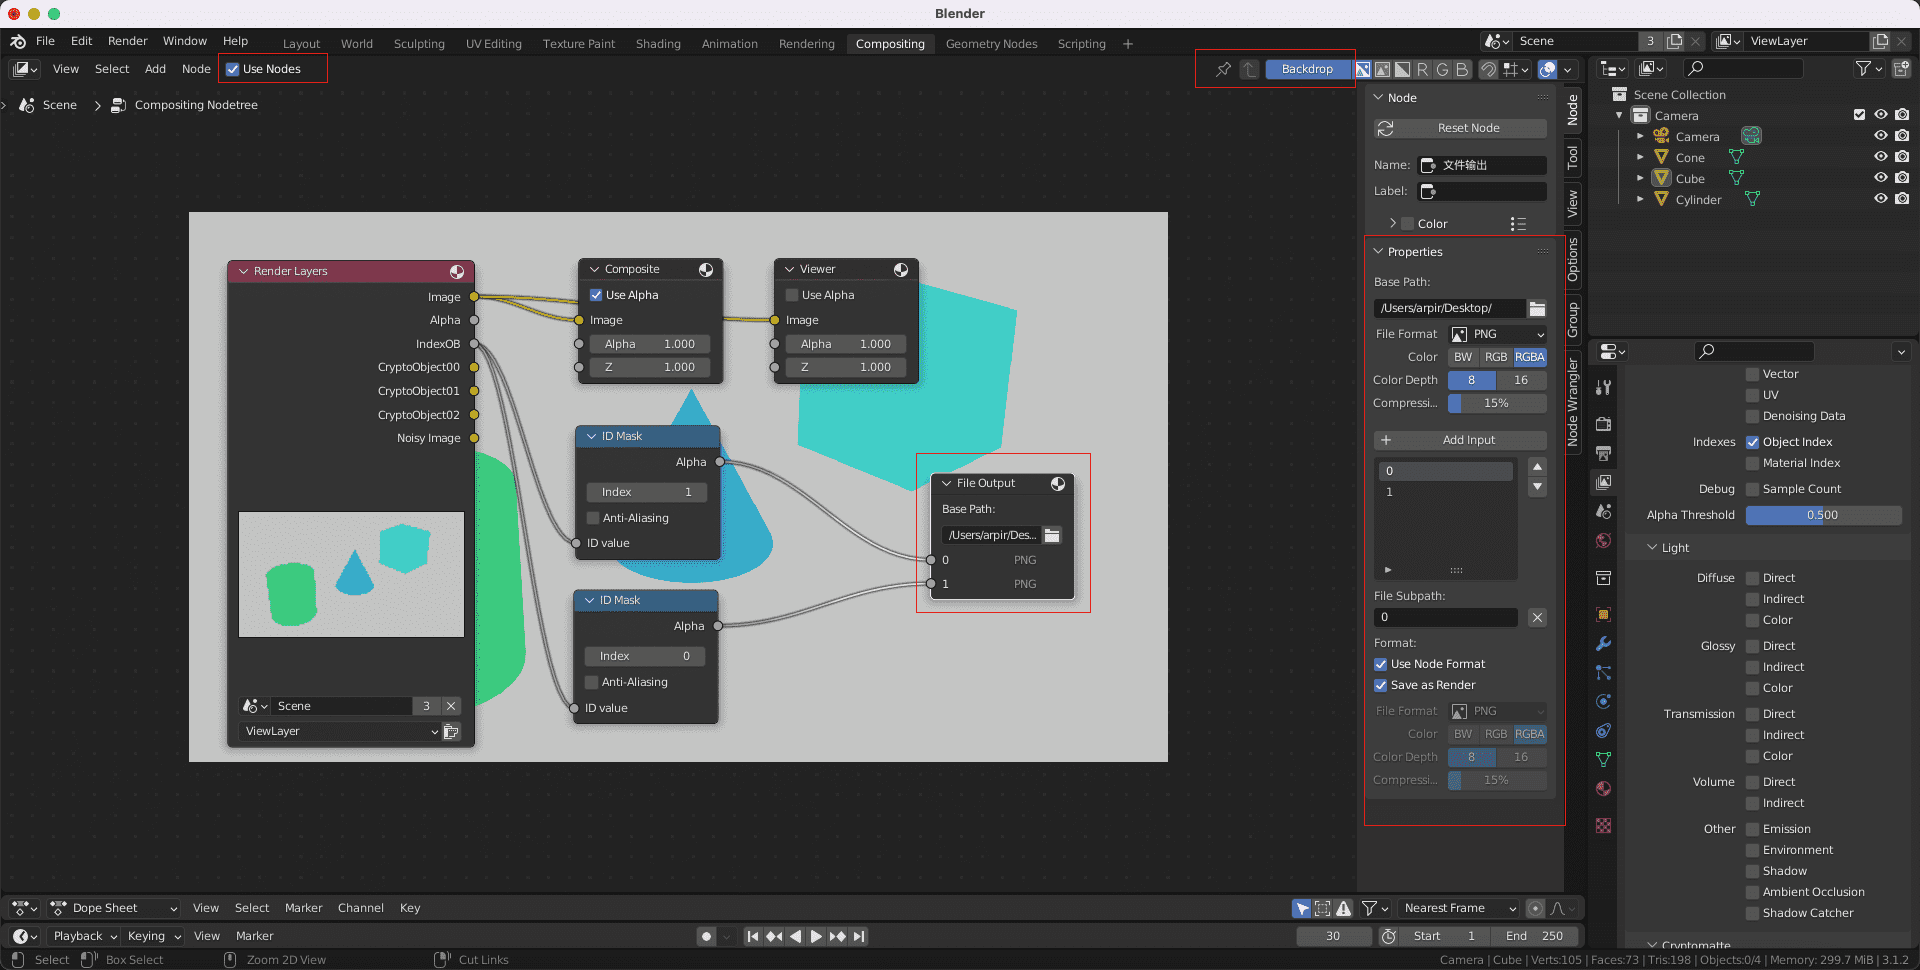 Blender
File Edit Render Window Help Layout World Sculpting UV Editing Texture Paint Shading Animation Rendering Compositing Geometry Nodes Scripting + Scene 3 ViewLayer
View Select Add Node Use Nodes Backdrop R G B
Scene > Compositing Nodetree
Render Layers
Image
Alpha
IndexOB
CryptoObject00
CryptoObject01
CryptoObject02
Noisy Image
Scene 3
ViewLayer
Composite
Use Alpha
Image
Alpha 1.000
Z 1.000
Viewer
Use Alpha
Image
Alpha 1.000
Z 1.000
ID Mask
Alpha
Index 1
Anti-Aliasing
ID value
ID Mask
Alpha
Index 0
Anti-Aliasing
ID value
File Output
Base Path:
/Users/arpir/Des...
0 PNG
1 PNG
Node
Reset Node
Name: 文件输出
Label:
Color
Properties
Base Path:
/Users/arpir/Desktop/
File Format PNG
Color BW RGB RGBA
Color Depth 8 16
Compressi... 15%
Add Input
0
1
File Subpath:
0
Format:
Use Node Format
Save as Render
File Format PNG
Color BW RGB RGBA
Color Depth 8 16
Compressi... 15%
Node
Tool
View
Options
Group
Node Wrangler
Scene Collection
Camera
Camera
Cone
Cube
Cylinder
Vector
UV
Denoising Data
Indexes Object Index
Material Index
Debug Sample Count
Alpha Threshold 0.500
Light
Diffuse Direct
Indirect
Color
Glossy Direct
Indirect
Color
Transmission Direct
Indirect
Color
Volume Direct
Indirect
Other Emission
Environment
Shadow
Ambient Occlusion
Shadow Catcher
Cryptomatte
Dope Sheet View Select Marker Channel Key Nearest Frame
Playback Keying View Marker 30 Start 1 End 250
Select Box Select Zoom 2D View Cut Links Camera | Cube | Verts:105 | Faces:73 | Tris:198 | Objects:0/4 | Memory: 299.7 MiB | 3.1.2